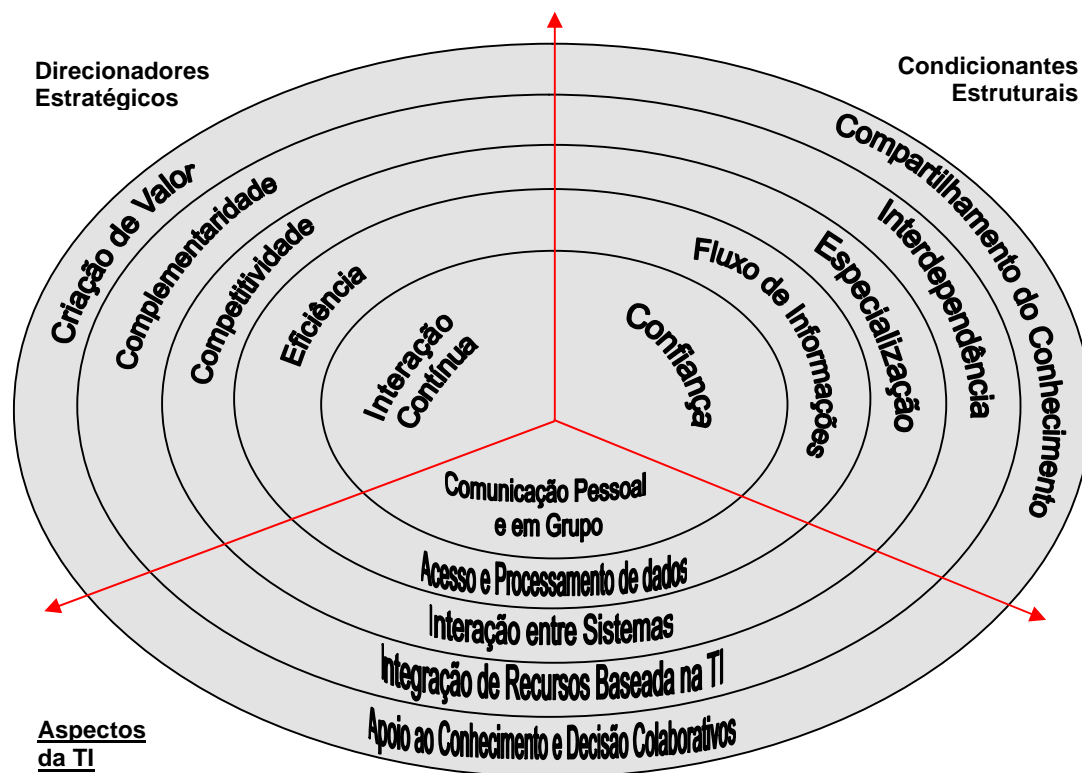 Direcionadores
Estratégicos
Condicionantes
Estruturais
Criação de Valor
Complementaridade
Competitividade
Eficiência
Interação
Contínua
Confiança
Fluxo de Informações
Especialização
Interdependência
Compartilhamento do Conhecimento
Comunicação Pessoal
e em Grupo
Acesso e Processamento de dados
Interação entre Sistemas
Integração de Recursos Baseada na TI
Apoio ao Conhecimento e Decisão Colaborativos
Aspectos
da TI